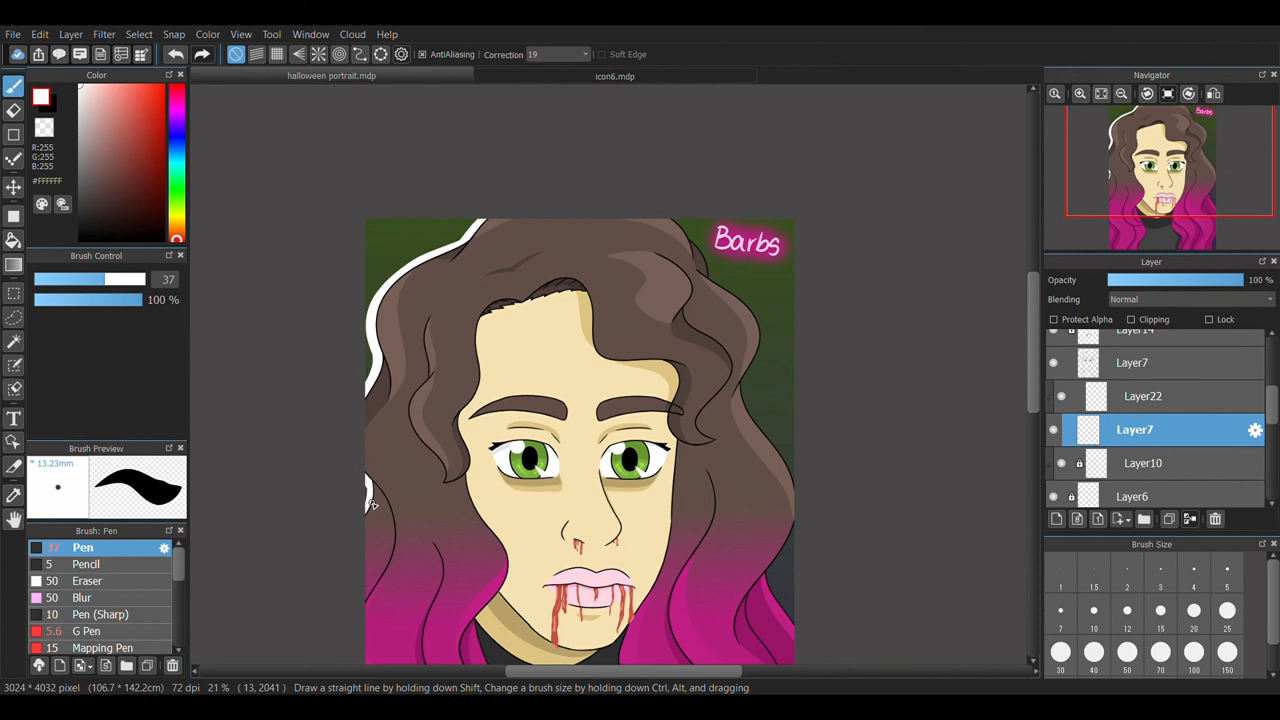 File Edit Layer Filter Select Snap Color View Tool Window Cloud Help
AntiAliasing Correction 19 Soft Edge
Color
halloween portrait.mdp icon6.mdp
Navigator
R:255
G:255
B:255
#FFFFFF
Barbs
Barbs
Brush Control
37
100 %
Layer
Opacity 100 %
Blending Normal
Protect Alpha Clipping Lock
Layer14
Layer7
Layer22
Layer7
Layer10
Layer6
Brush Preview
* 13.23mm
Brush: Pen
37 Pen
5 Pencil
50 Eraser
50 Blur
10 Pen (Sharp)
5.6 G Pen
15 Mapping Pen
Brush Size
1 1.5 2 3 4 5
7 10 12 15 20 25
30 40 50 70 100 150
3024 * 4032 pixel (106.7 * 142.2cm) 72 dpi 21 % ( 13, 2041 ) Draw a straight line by holding down Shift, Change a brush size by holding down Ctrl, Alt, and dragging